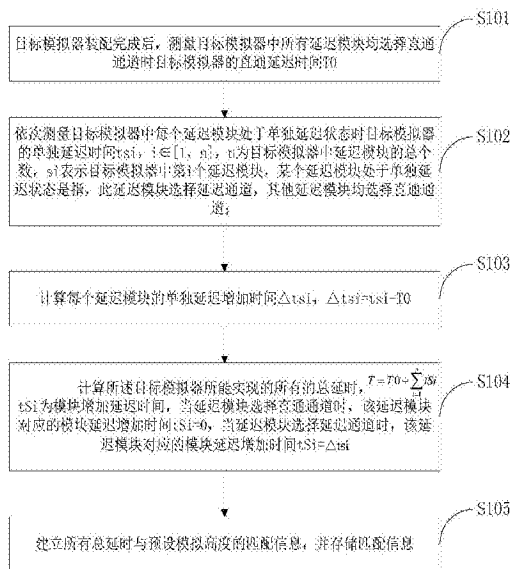 S101
目标模拟器装配完成后，测量目标模拟器中所有延迟模块均选择直通
通道时目标模拟器的直通延迟时间T0
S102
依次测量目标模拟器中每个延迟模块处于单独延迟状态时目标模拟器
的单独延迟时间tsi，i∈[1，n]，n为目标模拟器中延迟模块的总个
数，si表示目标模拟器中第i个延迟模块，某个延迟模块处于单独延
迟状态是指，此延迟模块选择延迟通道，其他延迟模块均选择直通通
道；
S103
计算每个延迟模块的单独延迟增加时间△tsi，△tsi=tsi-T0
S104
计算所述目标模拟器所能实现的所有的总延时，T=T0+∑tSi
tSi为模块增加延迟时间，当延迟模块选择直通通道时，该延迟模块
对应的模块延迟增加时间tSi=0，当延迟模块选择延迟通道时，该延
迟模块对应的模块延迟增加时间tSi=△tsi
S105
建立所有总延时与预设模拟高度的匹配信息，并存储匹配信息